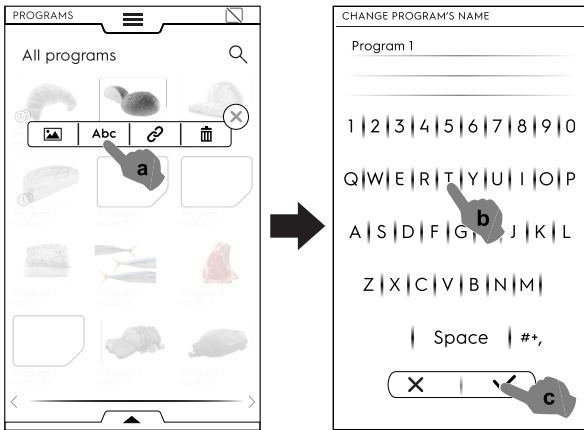 PROGRAMS
All programs
Abc
a
CHANGE PROGRAM'S NAME
Program 1
1 2 3 4 5 6 7 8 9 0
Q W E R T Y U I O P
b
A S D F G J K L
Z X C V B N M
Space #+,
c